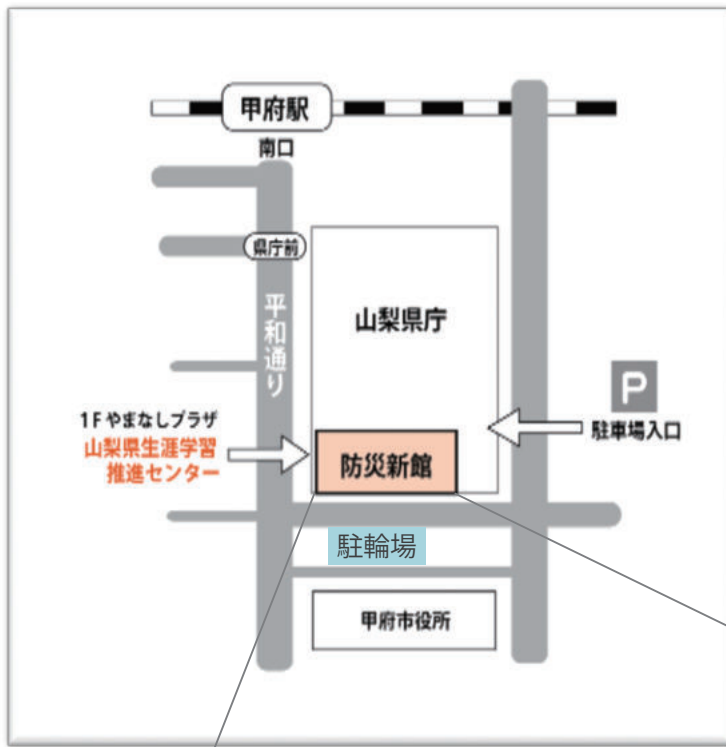 甲府駅
南口
県庁前
平和通り
山梨県庁
P
駐車場入口
1Fやまなしプラザ
山梨県生涯学習
推進センター
防災新館
駐輪場
甲府市役所